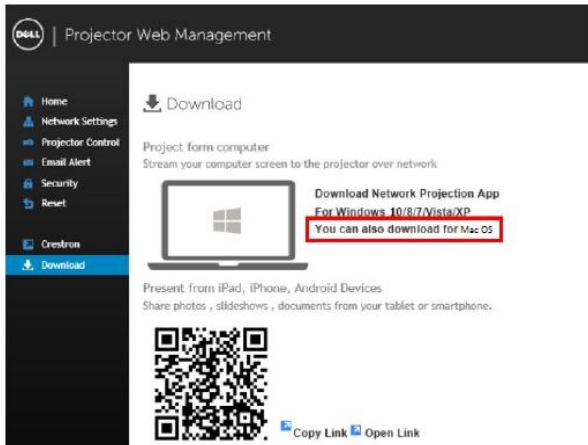 DELL | Projector Web Management
Home
Network Settings
Projector Control
Email Alert
Security
Reset
Crestron
Download
Download
Project form computer
Stream your computer screen to the projector over network
Download Network Projection App
For Windows 10/8/7/Vista/XP
You can also download for Mac OS
Present from iPad, iPhone, Android Devices
Share photos , slideshows , documents from your tablet or smartphone.
Copy Link Open Link